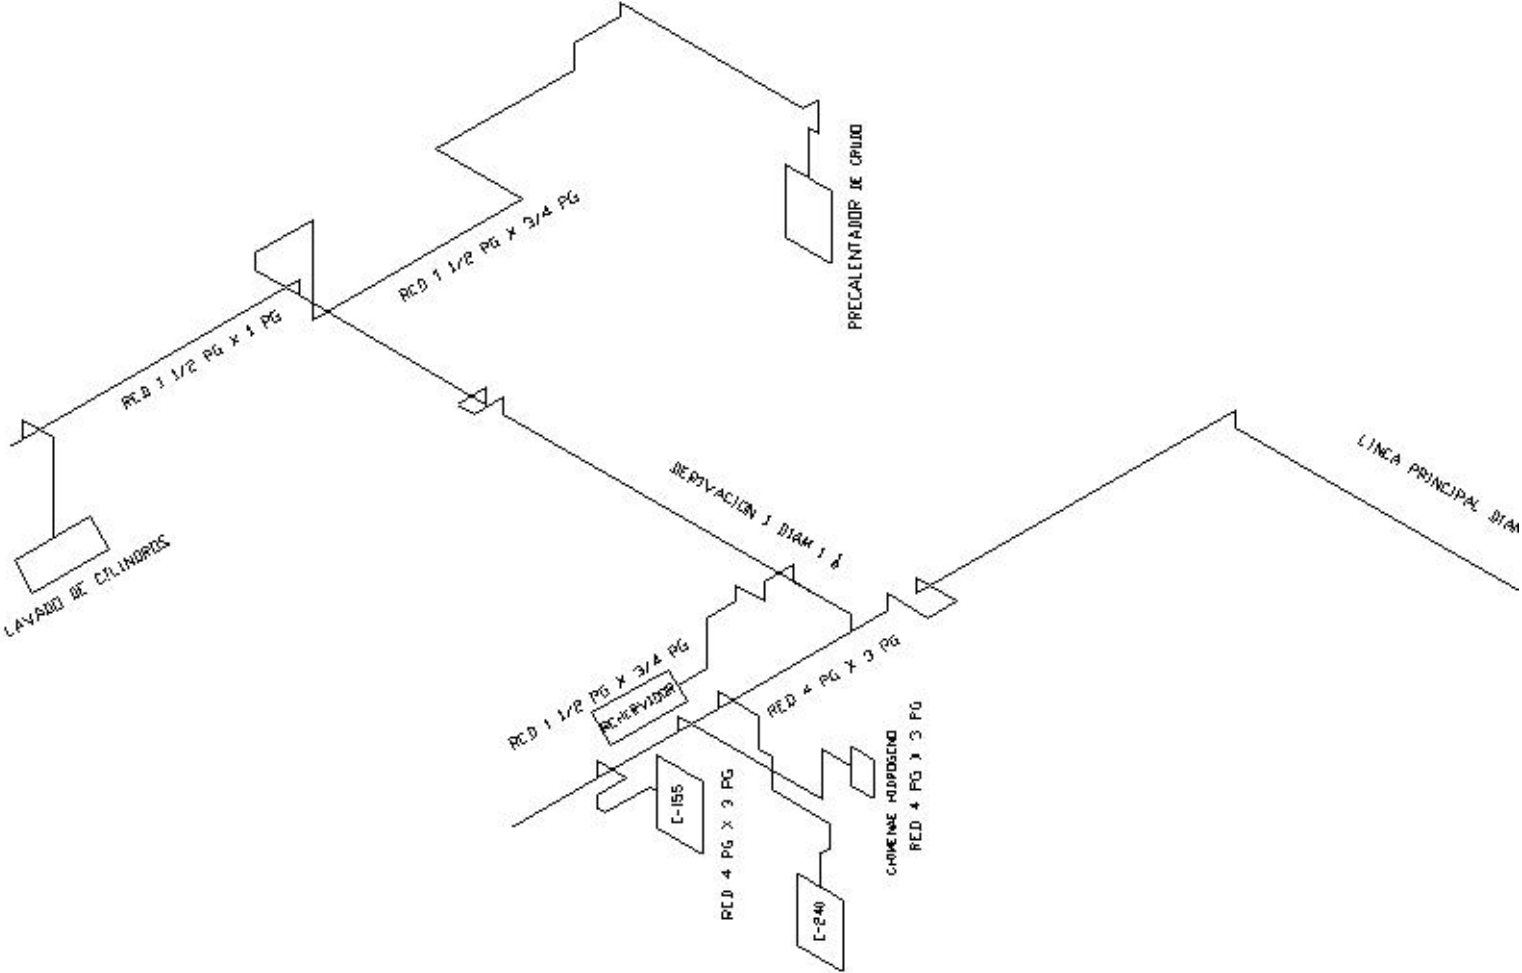 PRECALENTADOR DE CRUDO
RED 1 1/2 PG X 3/4 PG
RED 1 1/2 PG X 1 PG
LINEA PRINCIPAL DIAM
DERIVACION 1 DIAM 1
LAVADO DE CILINDROS
RED 1 1/2 PG X 3/4 PG
REHERVIDOR
RED 4 PG X 3 PG
C-155
RED 4 PG X 3 PG
C-240
HIDROGENO
RED 4 PG X 3 PG